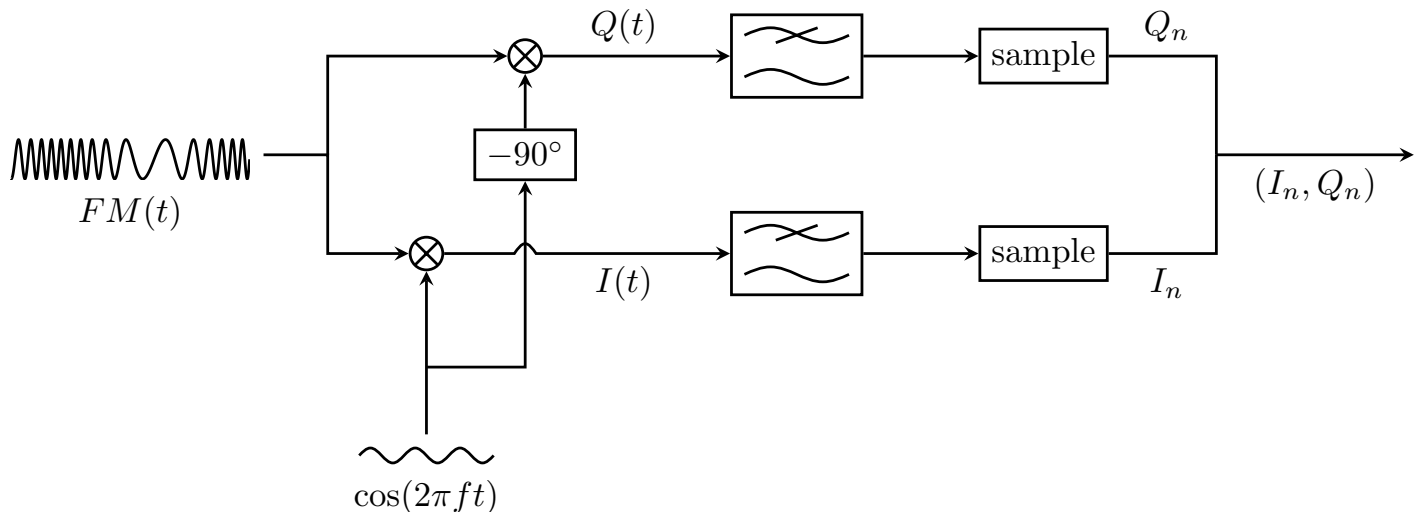 Q(t)
Q_n
sample
−90°
FM(t)
(I_n, Q_n)
sample
I(t)
I_n
cos(2πft)